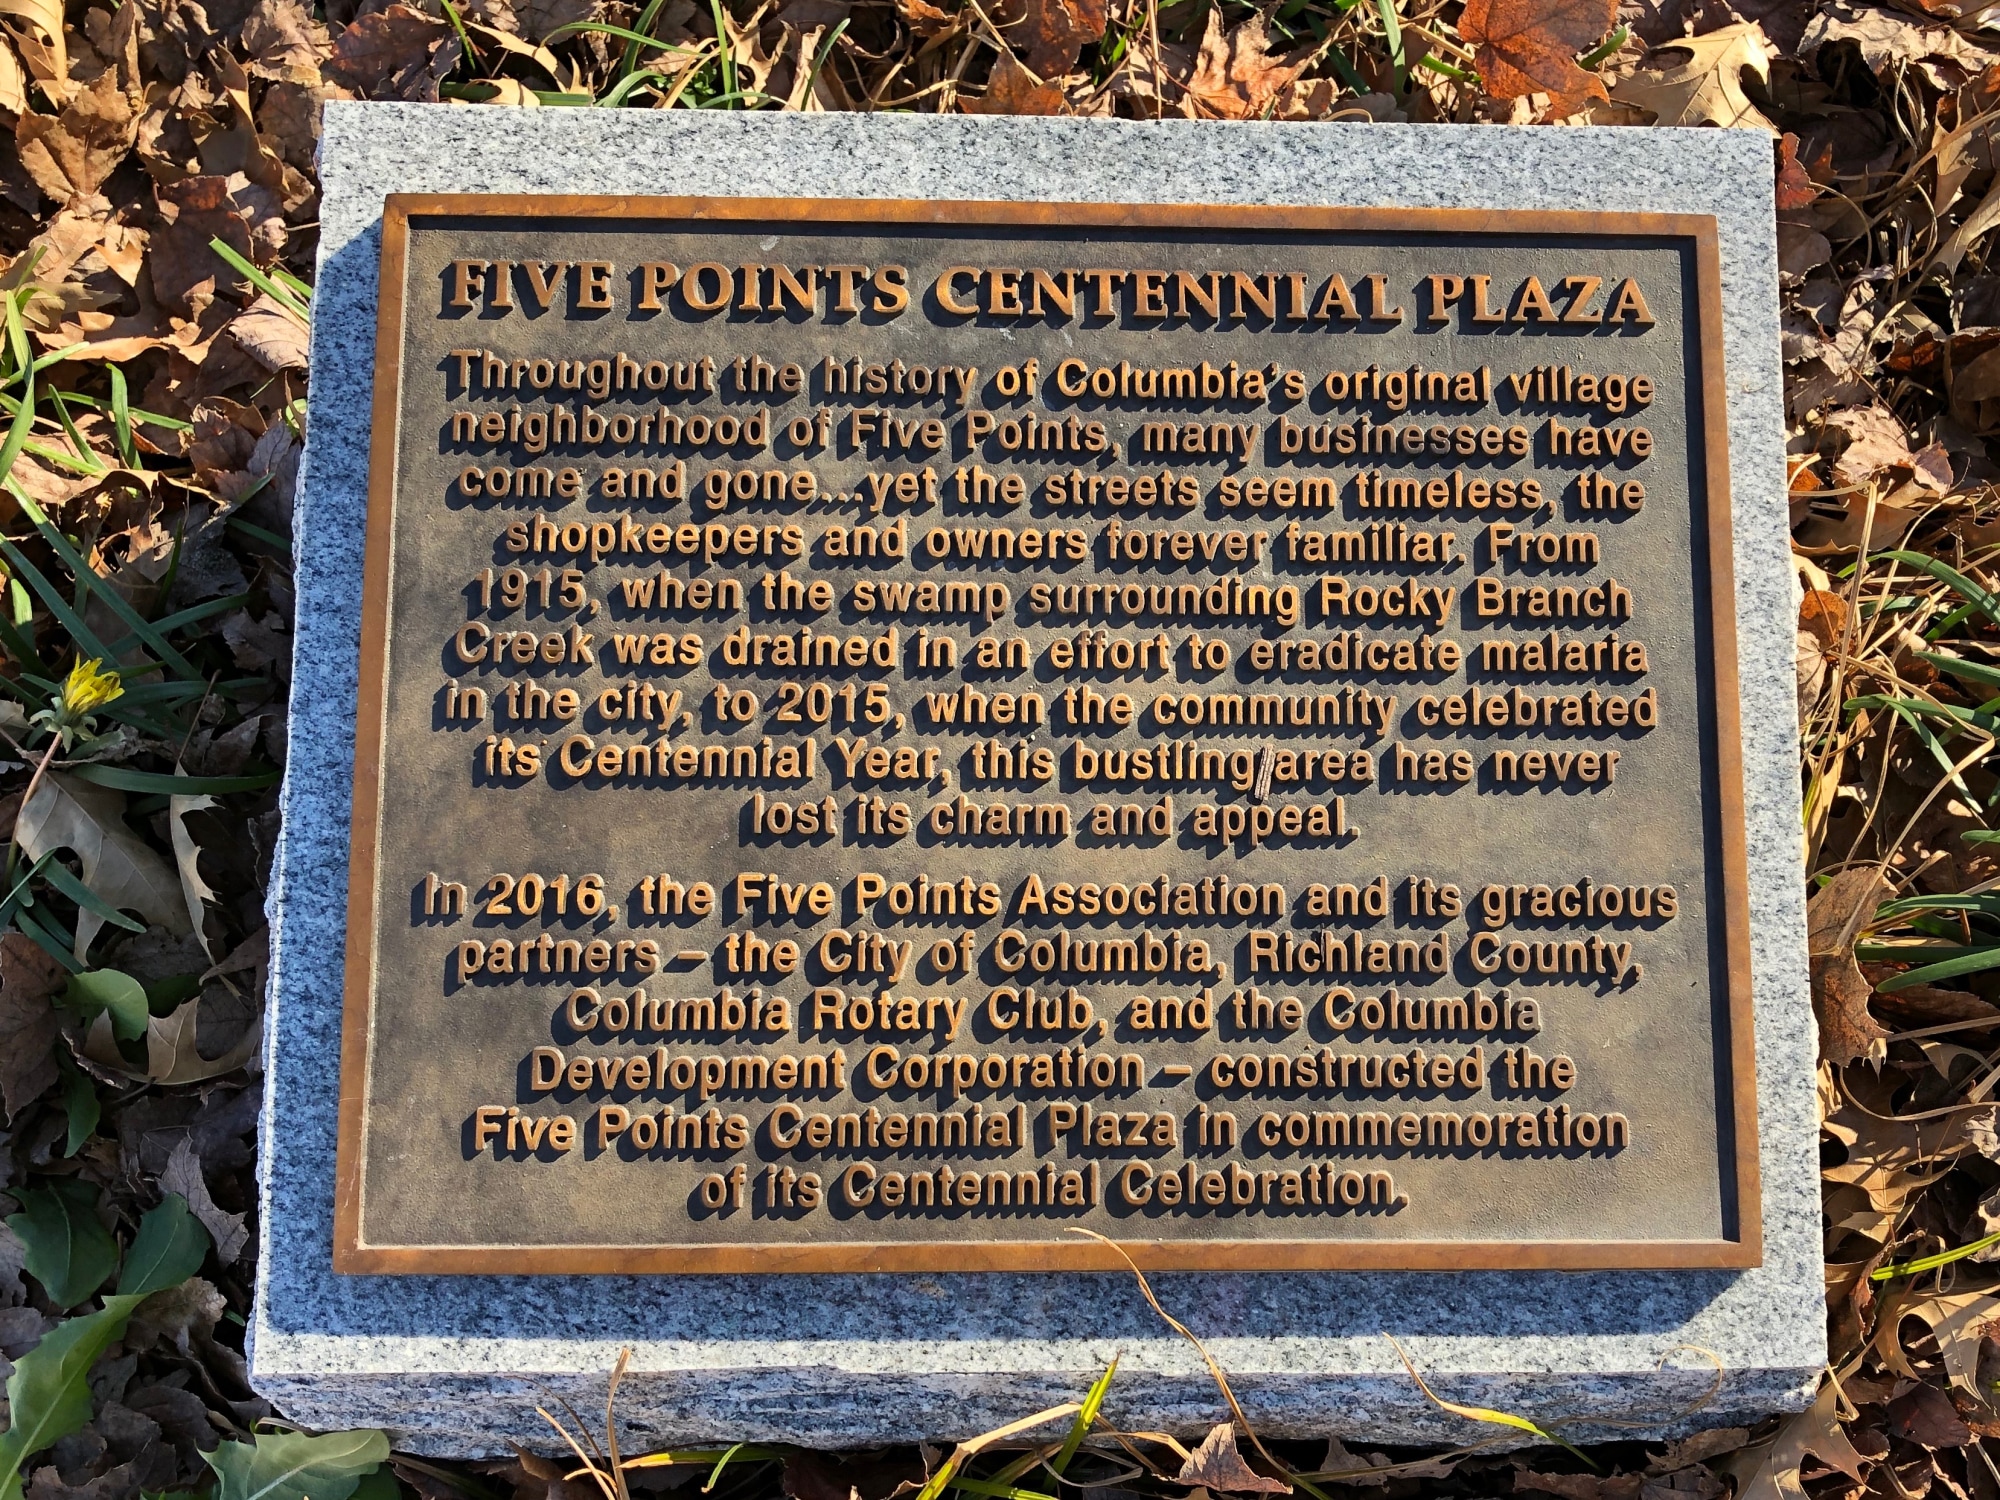 FIVE POINTS CENTENNIAL PLAZA
Throughout the history of Columbia's original village
neighborhood of Five Points, many businesses have
come and gone....yet the streets seem timeless, the
shopkeepers and owners forever familiar. From
1915, when the swamp surrounding Rocky Branch
Creek was drained in an effort to eradicate malaria
in the city, to 2015, when the community celebrated
its Centennial Year, this bustling area has never
lost its charm and appeal.
In 2016, the Five Points Association and its gracious
partners – the City of Columbia, Richland County,
Columbia Rotary Club, and the Columbia
Development Corporation – constructed the
Five Points Centennial Plaza in commemoration
of its Centennial Celebration.